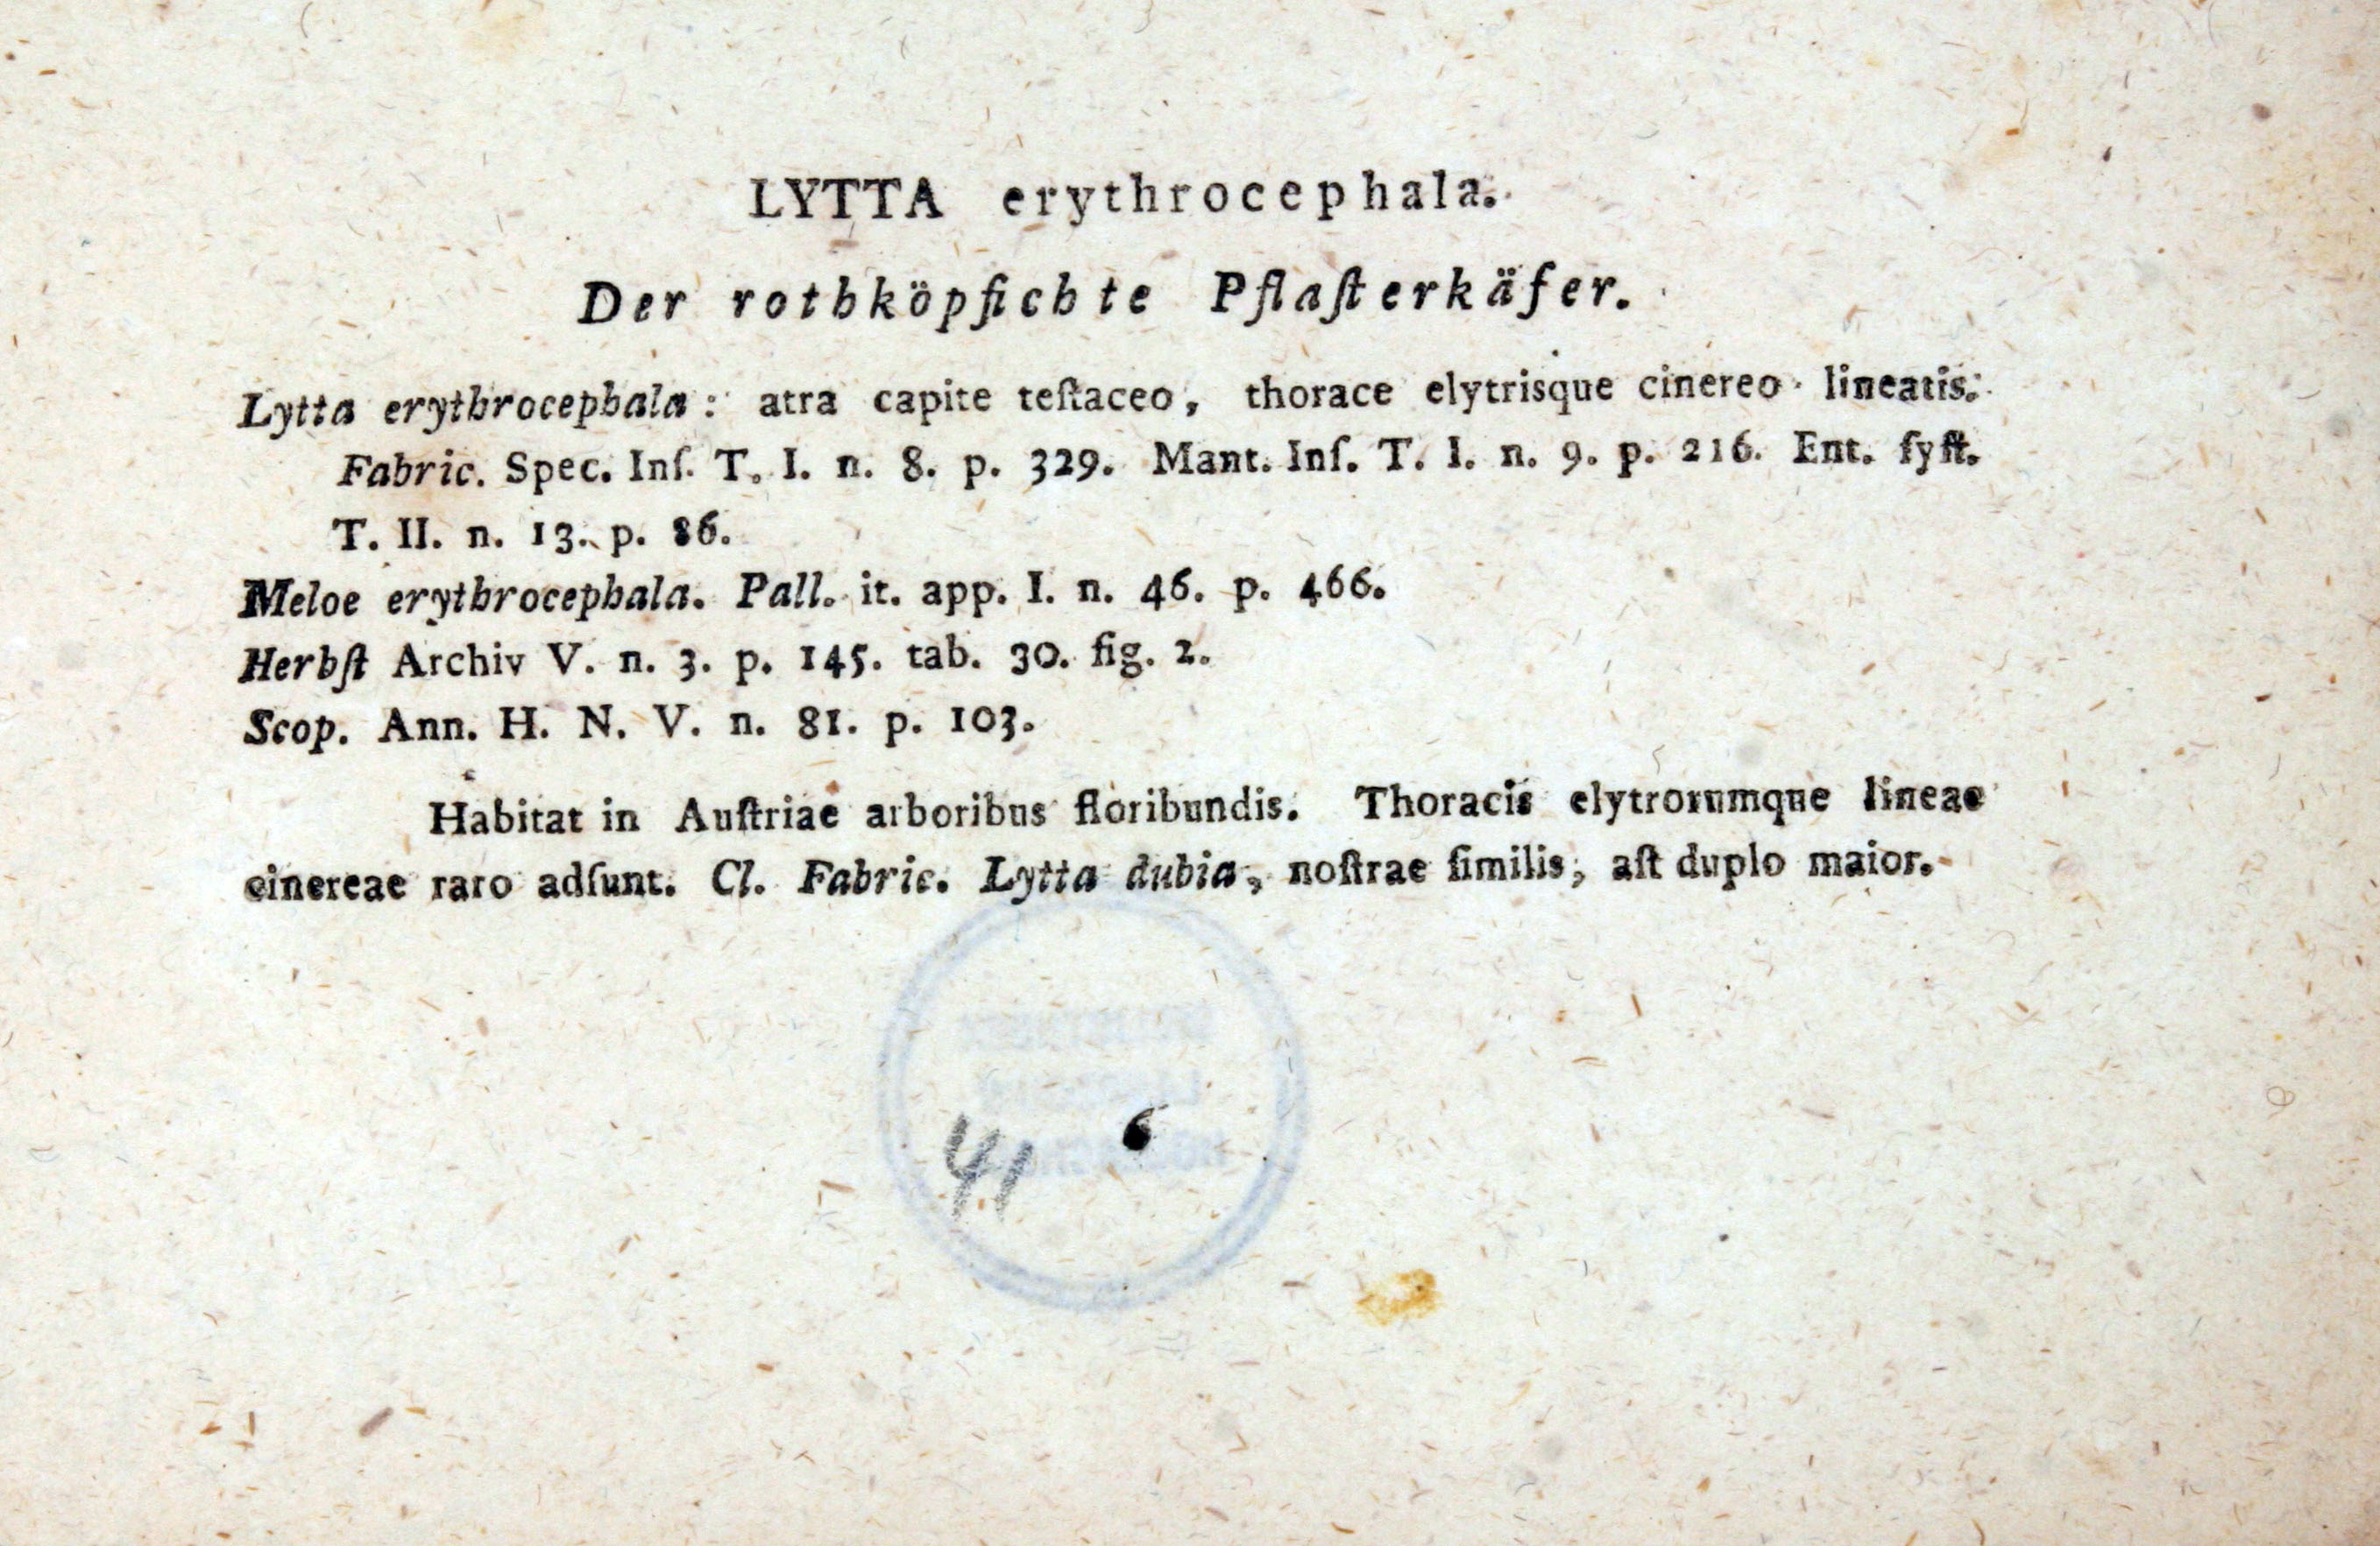 LYTTA erythrocephala.
Der rothköpfichte Pflaſterkäfer.
Lytta erythrocephala: atra capite teſtaceo, thorace elytrisque cinereo lineatis.
Fabric. Spec. Inſ. T. I. n. 8. p. 329. Mant. Inſ. T. I. n. 9. p. 216. Ent. ſyſt.
T. II. n. 13. p. 86.
Meloe erythrocephala. Pall. it. app. I. n. 46. p. 466.
Herbſt Archiv V. n. 3. p. 145. tab. 30. fig. 2.
Scop. Ann. H. N. V. n. 81. p. 103.
Habitat in Auſtriae arboribus floribundis. Thoracis elytrorumque lineae
cinereae raro adſunt. Cl. Fabric. Lytta dubia, noſtrae ſimilis, aſt duplo maior.
41